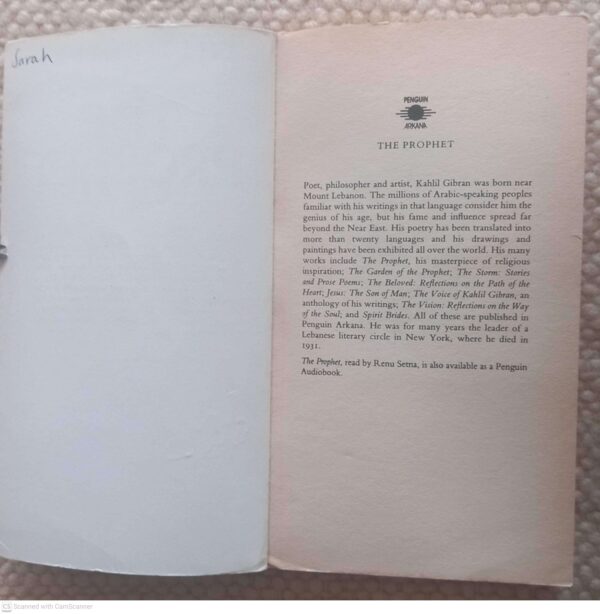 Sarah
PENGUIN
ARKANA
THE PROPHET
Poet, philosopher and artist, Kahlil Gibran was born near
Mount Lebanon. The millions of Arabic-speaking peoples
familiar with his writings in that language consider him the
genius of his age, but his fame and influence spread far
beyond the Near East. His poetry has been translated into
more than twenty languages and his drawings and
paintings have been exhibited all over the world. His many
works include The Prophet, his masterpiece of religious
inspiration; The Garden of the Prophet; The Storm: Stories
and Prose Poems; The Beloved: Reflections on the Path of the
Heart; Jesus: The Son of Man; The Voice of Kahlil Gibran, an
anthology of his writings; The Vision: Reflections on the Way
of the Soul; and Spirit Brides. All of these are published in
Penguin Arkana. He was for many years the leader of a
Lebanese literary circle in New York, where he died in
1931.
The Prophet, read by Renu Setna, is also available as a Penguin
Audiobook.
CS Scanned with CamScanner